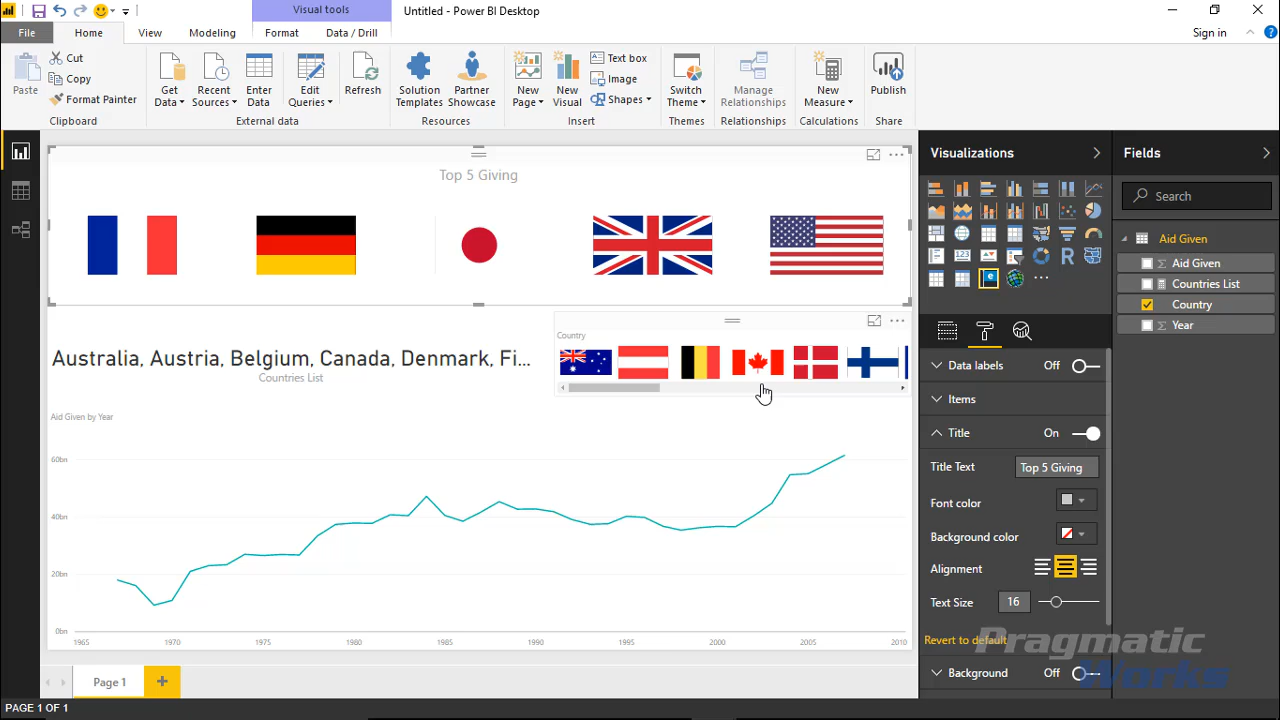 Visual tools
Untitled - Power BI Desktop
File
Home
View
Modeling
Format
Data / Drill
Sign in
Paste
Cut
Copy
Format Painter
Clipboard
Get Data
Recent Sources
Enter Data
Edit Queries
Refresh
External data
Solution Templates
Partner Showcase
Resources
New Page
New Visual
Text box
Image
Shapes
Insert
Switch Theme
Themes
Manage Relationships
Relationships
New Measure
Calculations
Publish
Share
Top 5 Giving
Australia, Austria, Belgium, Canada, Denmark, Fi...
Countries List
Country
Aid Given by Year
60bn
40bn
20bn
0bn
1965 1970 1975 1980 1985 1990 1995 2000 2005 2010
Page 1
PAGE 1 OF 1
Visualizations
R
Data labels Off
Items
Title On
Title Text Top 5 Giving
Font color
Background color
Alignment
Text Size 16
Revert to default
Background Off
Fields
Search
Aid Given
Aid Given
Countries List
Country
Year
Pragmatic
Works